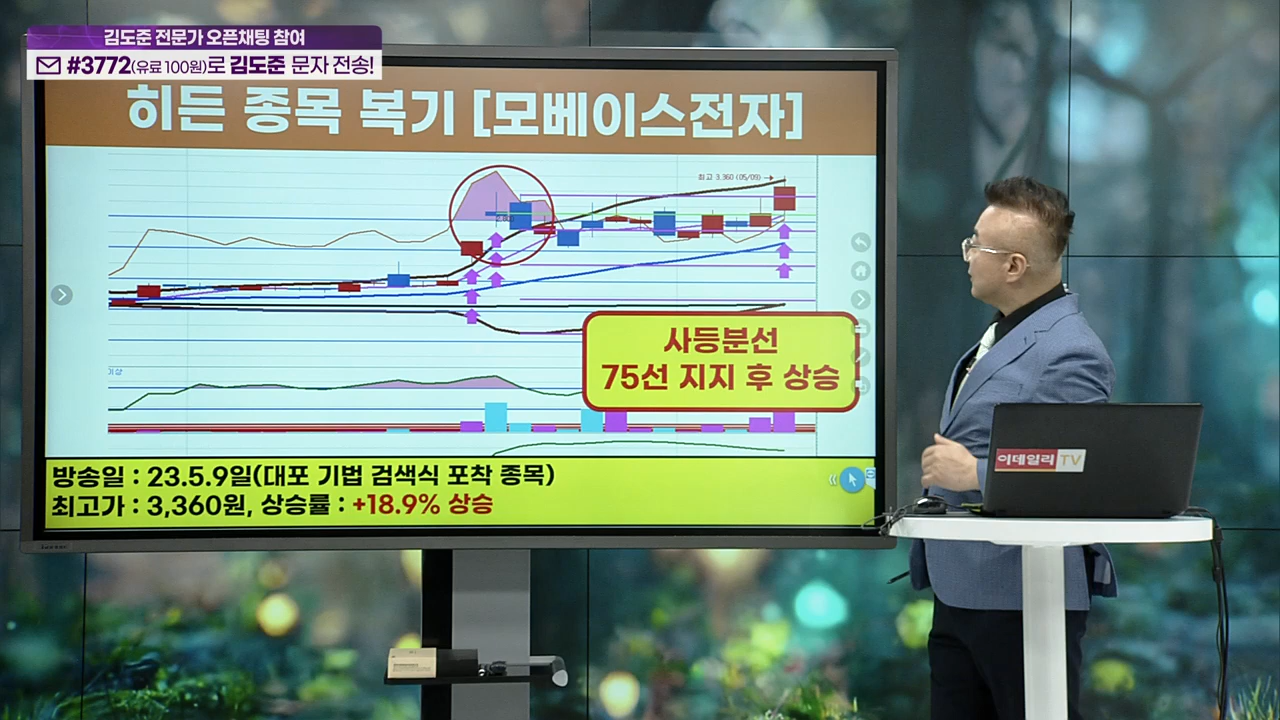 김도준 전문가 오픈채팅 참여
#3772(유료 100원)로 김도준 문자 전송!
히든 종목 복기 [모베이스전자]
최고 3,360 (05/09)
이상
사등분선
75선 지지 후 상승
방송일 : 23.5.9일(대포 기법 검색식 포착 종목)
최고가 : 3,360원, 상승률 : +18.9% 상승
이데일리TV